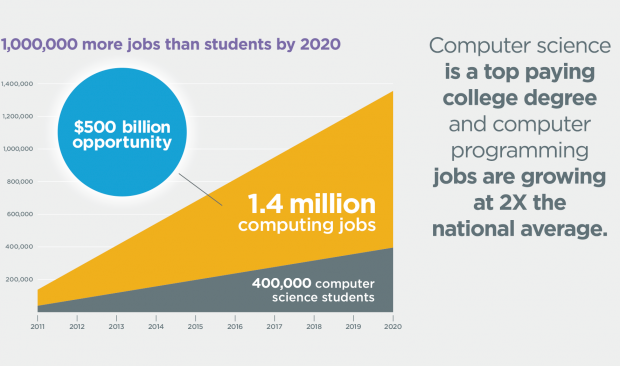 1,000,000 more jobs than students by 2020
1,400,000
1,200,000
1,000,000
800,000
600,000
400,000
200,000
$500 billion
opportunity
1.4 million
computing jobs
400,000 computer
science students
2011 2012 2013 2014 2015 2016 2017 2018 2019 2020
Computer science
is a top paying
college degree
and computer
programming
jobs are growing
at 2X the
national average.